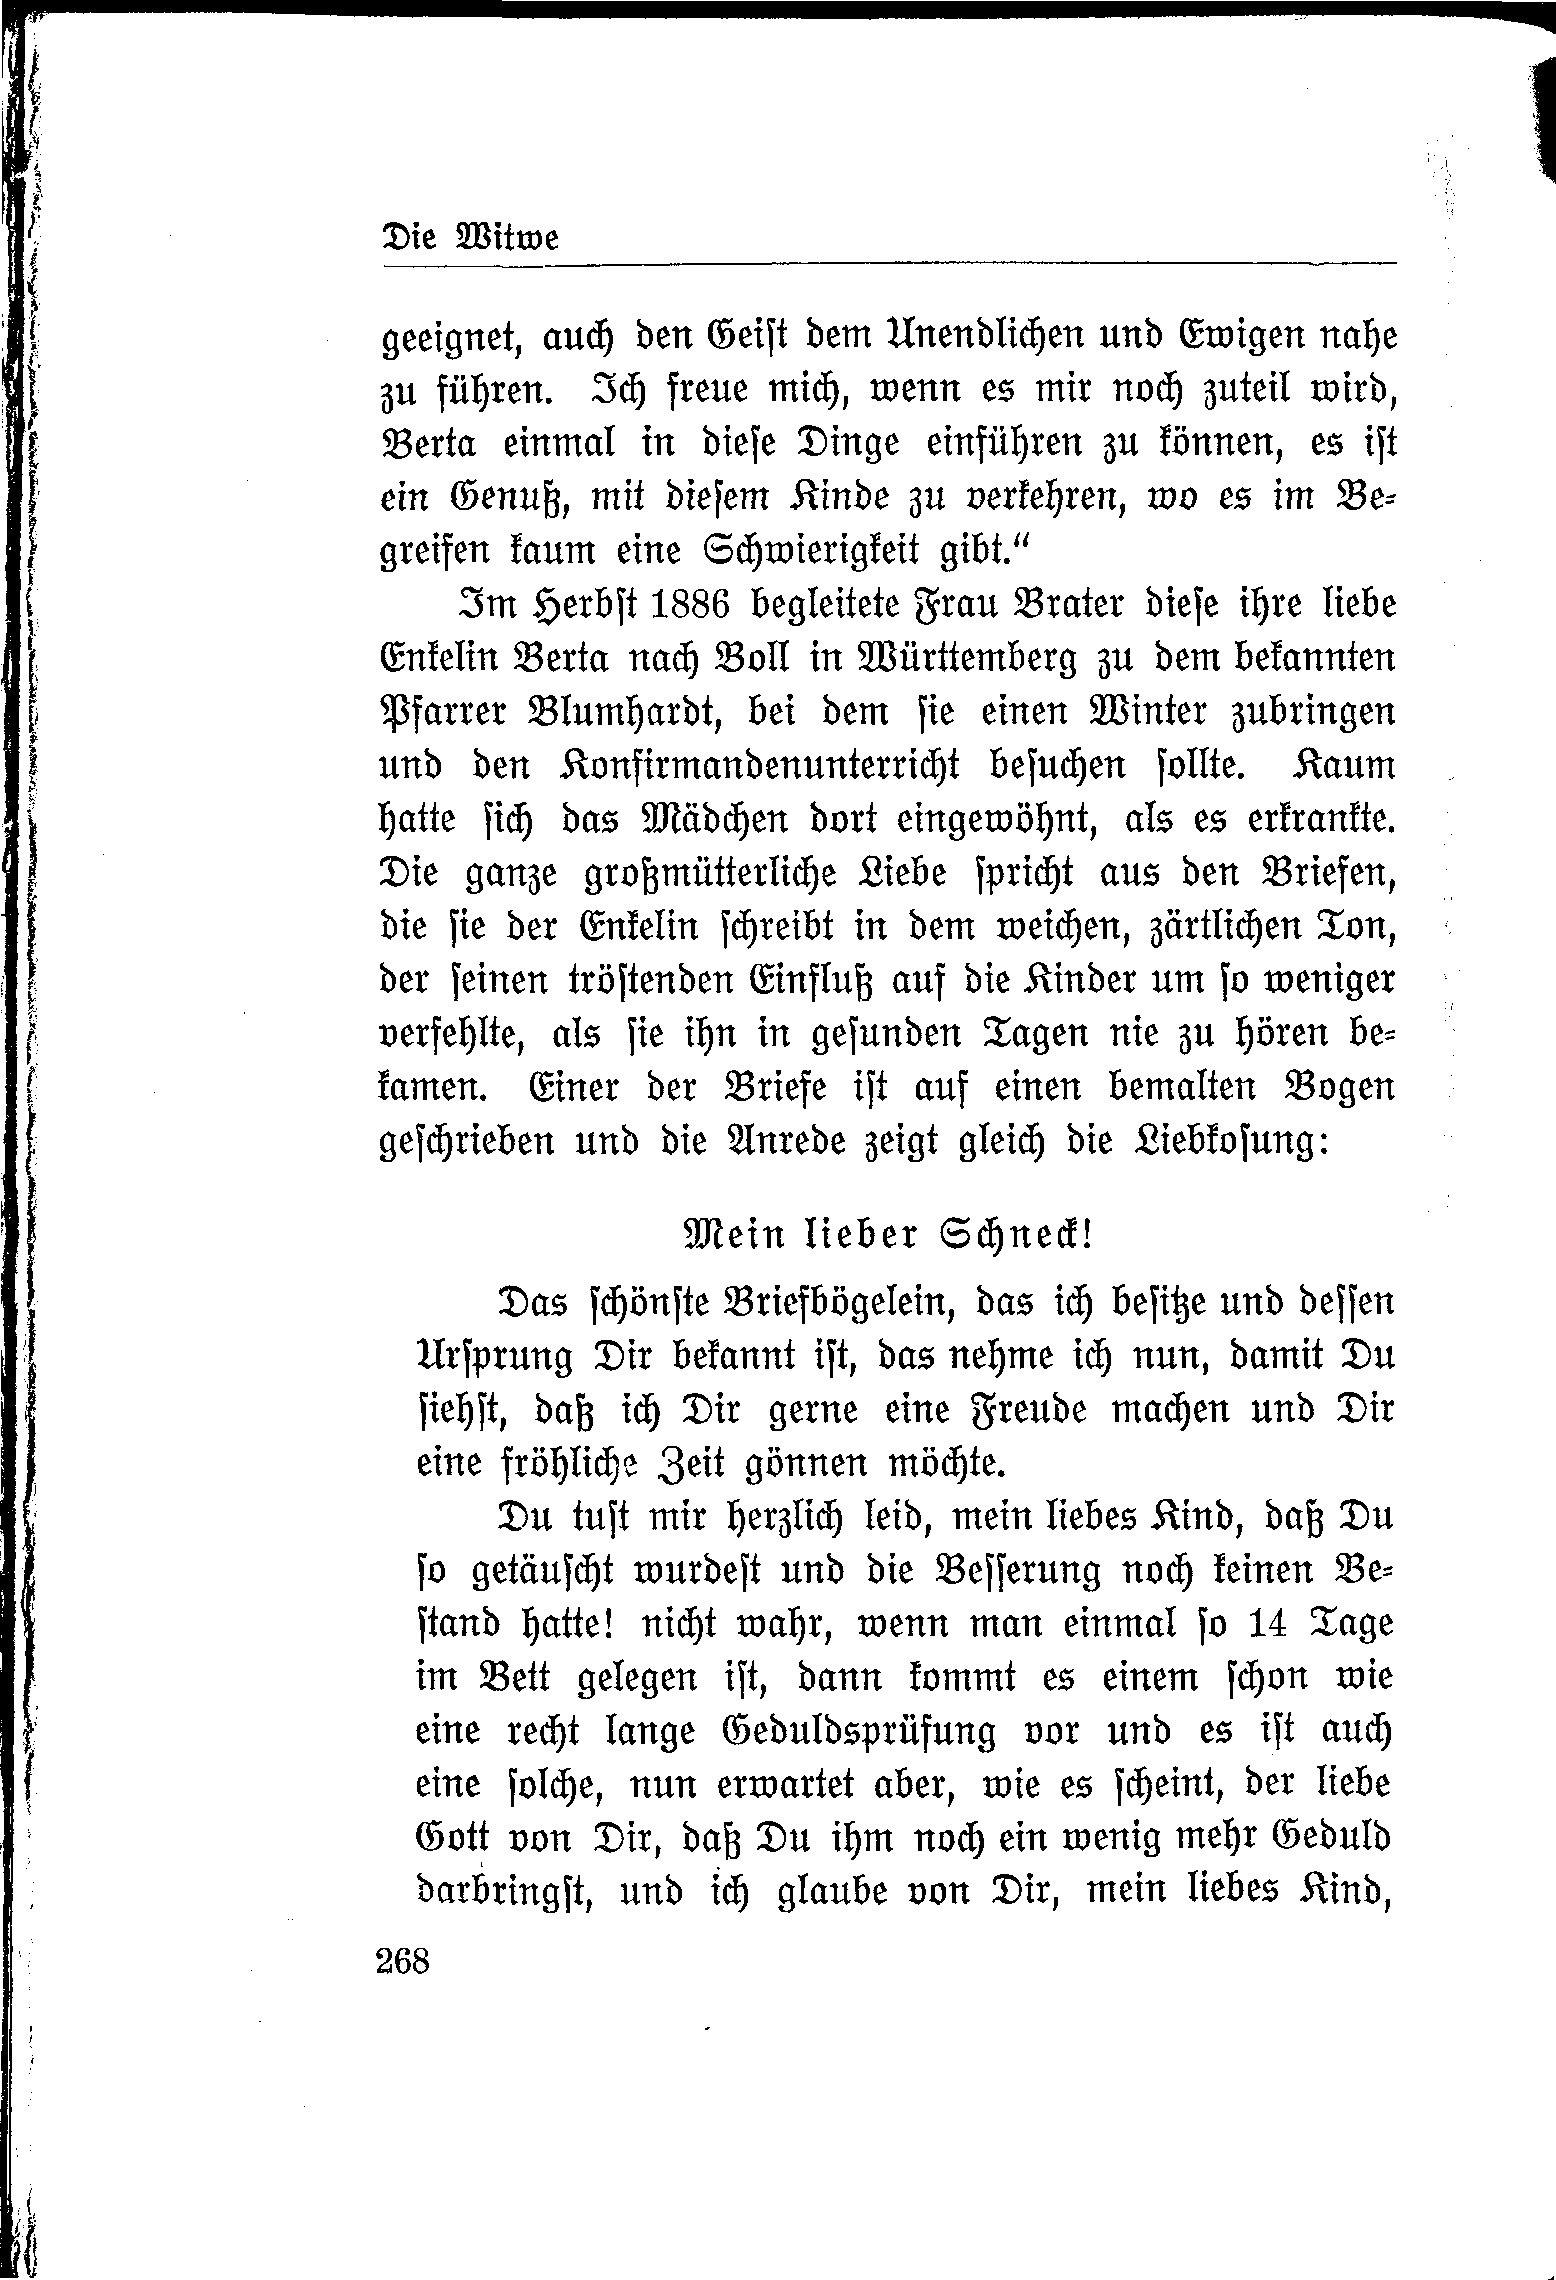 Die Witwe
geeignet, auch den Geist dem Unendlichen und Ewigen nahe
zu führen. Ich freue mich, wenn es mir noch zuteil wird,
Berta einmal in diese Dinge einführen zu können, es ist
ein Genuß, mit diesem Kinde zu verkehren, wo es im Be-
greifen kaum eine Schwierigkeit gibt.“
Im Herbst 1886 begleitete Frau Brater diese ihre liebe
Enkelin Berta nach Boll in Württemberg zu dem bekannten
Pfarrer Blumhardt, bei dem sie einen Winter zubringen
und den Konfirmandenunterricht besuchen sollte. Kaum
hatte sich das Mädchen dort eingewöhnt, als es erkrankte.
Die ganze großmütterliche Liebe spricht aus den Briefen,
die sie der Enkelin schreibt in dem weichen, zärtlichen Ton,
der seinen tröstenden Einfluß auf die Kinder um so weniger
verfehlte, als sie ihn in gesunden Tagen nie zu hören be-
kamen. Einer der Briefe ist auf einen bemalten Bogen
geschrieben und die Anrede zeigt gleich die Liebkosung:
Mein lieber Schneck!
Das schönste Briefbögelein, das ich besitze und dessen
Ursprung Dir bekannt ist, das nehme ich nun, damit Du
siehst, daß ich Dir gerne eine Freude machen und Dir
eine fröhliche Zeit gönnen möchte.
Du tust mir herzlich leid, mein liebes Kind, daß Du
so getäuscht wurdest und die Besserung noch keinen Be-
stand hatte! nicht wahr, wenn man einmal so 14 Tage
im Bett gelegen ist, dann kommt es einem schon wie
eine recht lange Geduldsprüfung vor und es ist auch
eine solche, nun erwartet aber, wie es scheint, der liebe
Gott von Dir, daß Du ihm noch ein wenig mehr Geduld
darbringst, und ich glaube von Dir, mein liebes Kind,
268